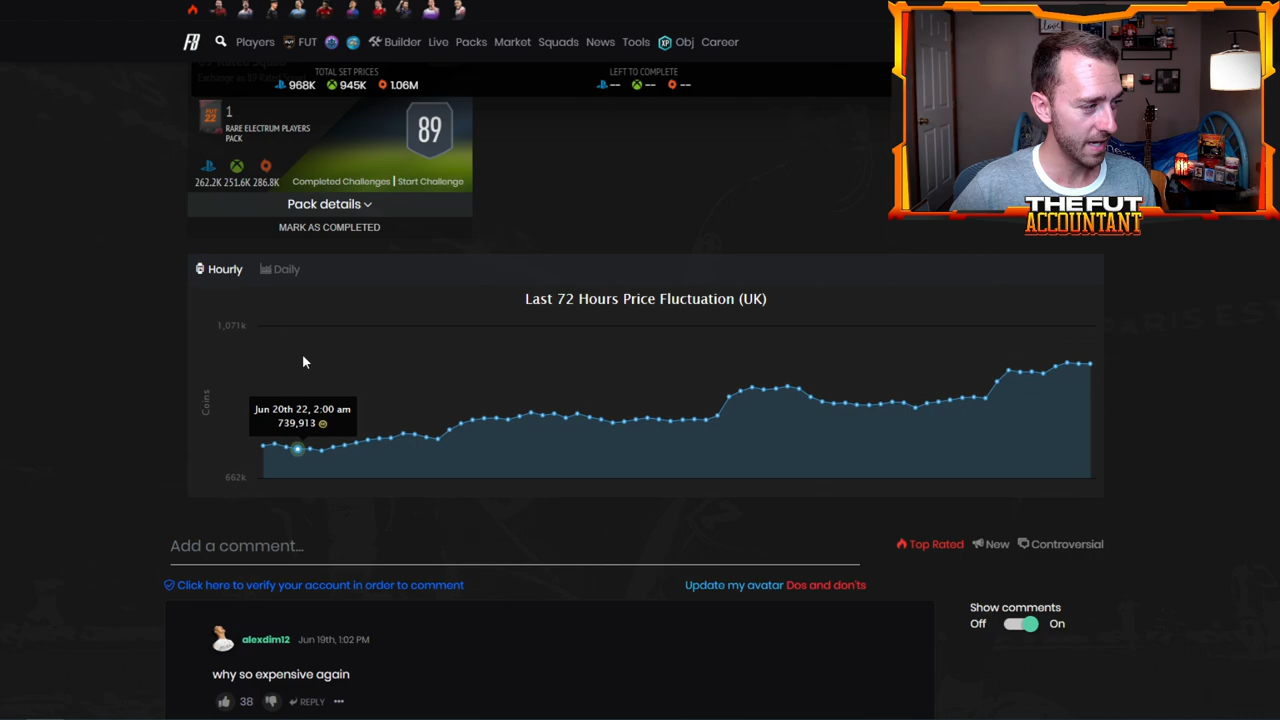 F8 Players FUT Builder Live Packs Market Squads News Tools XP Obj Career
TOTAL SET PRICES
968K 945K 1.06M
LEFT TO COMPLETE
-- -- --
1
RARE ELECTRUM PLAYERS
PACK
89
262.2K 251.6K 286.8K
Completed Challenges | Start Challenge
Pack details
MARK AS COMPLETED
THE FUT
ACCOUNTANT
Hourly Daily
Last 72 Hours Price Fluctuation (UK)
1,071k
Coins
662k
Jun 20th 22, 2:00 am
739,913
Add a comment...
Top Rated New Controversial
Click here to verify your account in order to comment
Update my avatar Dos and don'ts
Show comments
Off On
alexdim12 Jun 19th, 1:02 PM
why so expensive again
38 REPLY •••